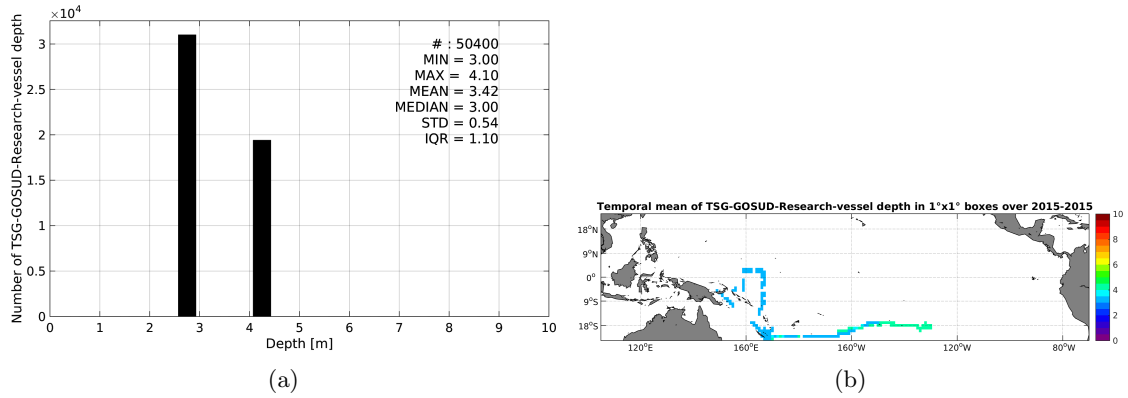 ×10⁴
Number of TSG-GOSUD-Research-vessel depth
3
2.5
2
1.5
1
0.5
0
# : 50400
MIN = 3.00
MAX = 4.10
MEAN = 3.42
MEDIAN = 3.00
STD = 0.54
IQR = 1.10
0 1 2 3 4 5 6 7 8 9 10
Depth [m]
(a)
Temporal mean of TSG-GOSUD-Research-vessel depth in 1°x1° boxes over 2015-2015
18°N
9°N
0°
9°S
18°S
120°E 160°E 160°W 120°W 80°W
10
8
6
4
2
0
(b)